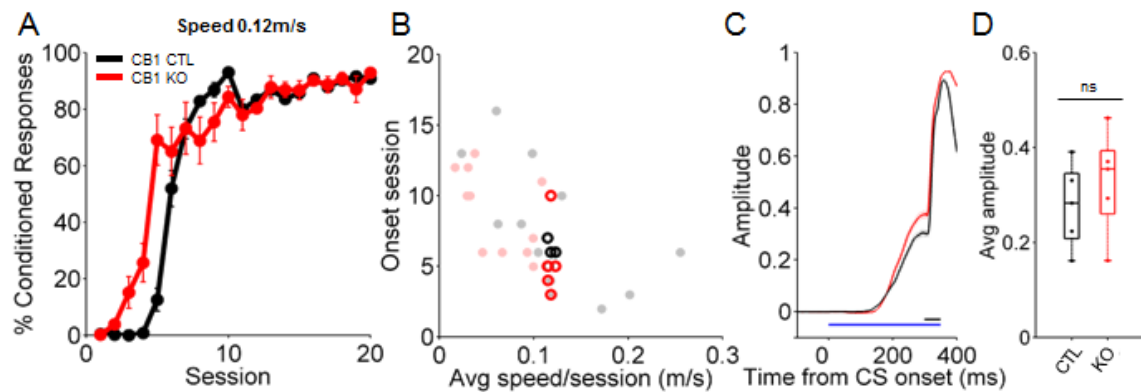 A
Speed 0.12m/s
CB1 CTL
CB1 KO
% Conditioned Responses
100
80
60
40
20
0
0
10
20
Session
B
Onset session
20
15
10
5
0
0
0.1
0.2
0.3
Avg speed/session (m/s)
C
Amplitude
1
0.8
0.6
0.4
0.2
0
0
200
400
Time from CS onset (ms)
D
Avg amplitude
0.6
0.4
0.2
0
ns
CTL
KO